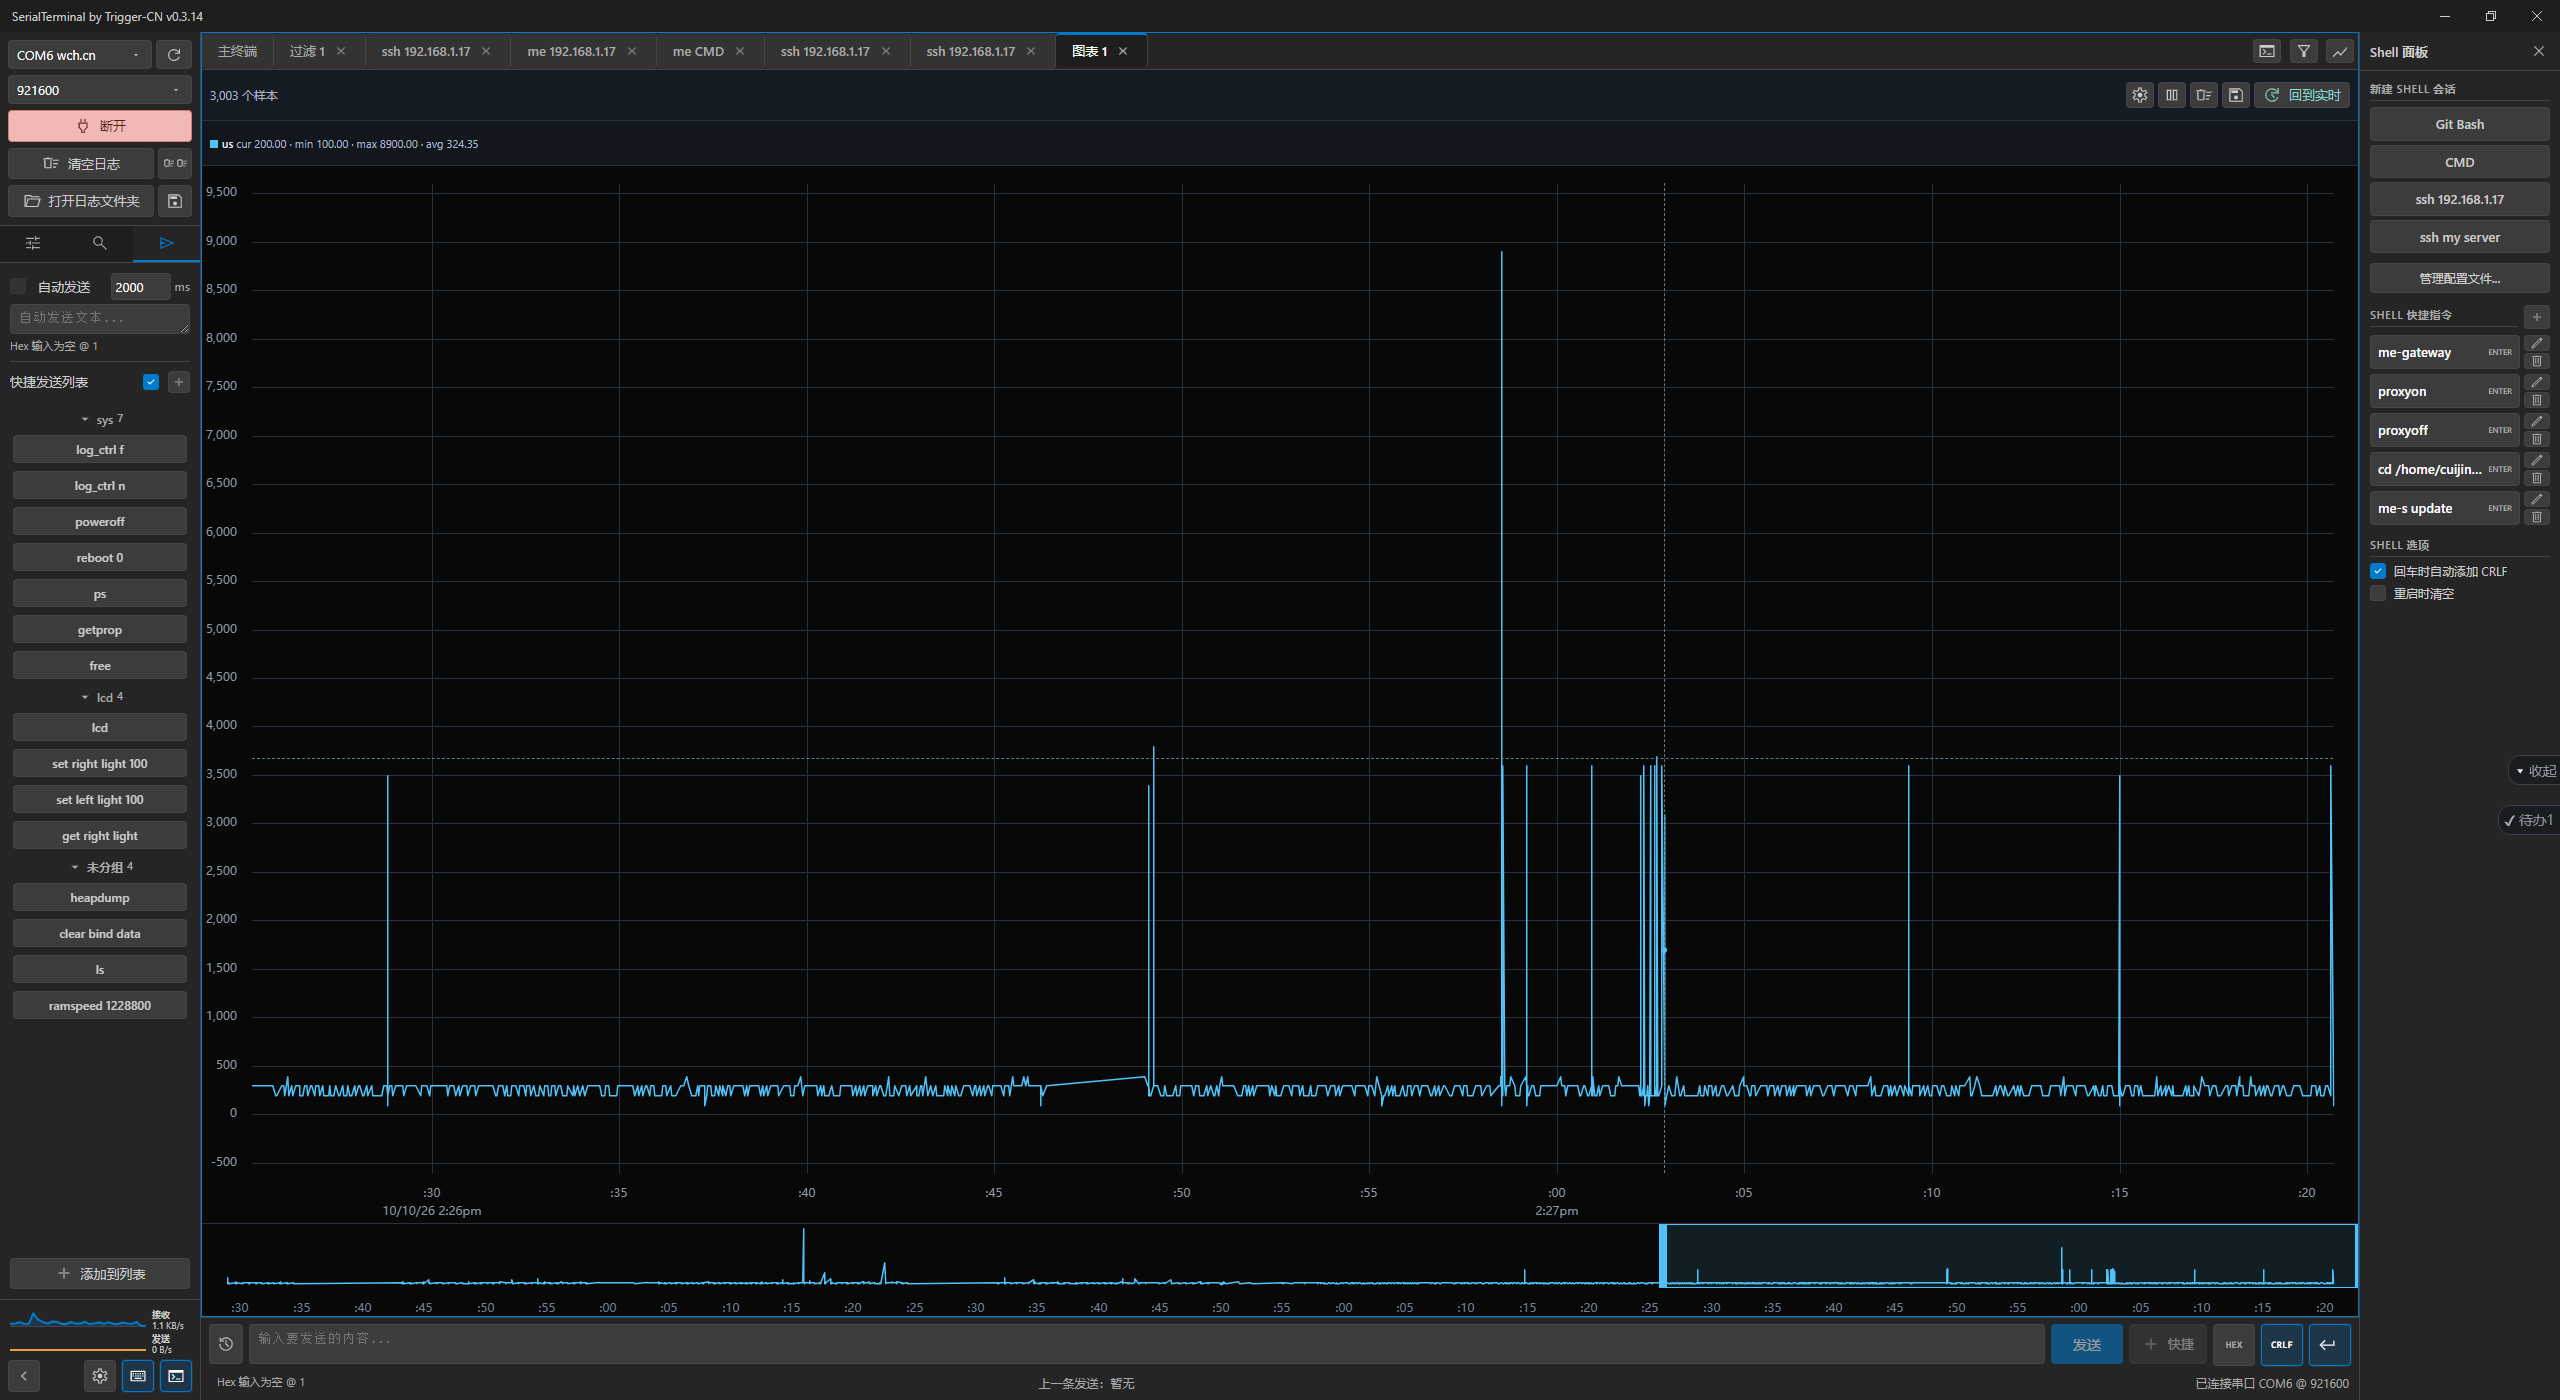 SerialTerminal by Trigger-CN v0.3.14
COM6 wch.cn
921600
断开
清空日志
打开日志文件夹
自动发送 2000 ms
自动发送文本...
Hex 输入为空 @ 1
快捷发送列表
sys 7
log_ctrl f
log_ctrl n
poweroff
reboot 0
ps
getprop
free
lcd 4
lcd
set right light 100
set left light 100
get right light
未分组 4
heapdump
clear bind data
ls
ramspeed 1228800
添加到列表
接收
1.1 KB/s
发送
0 B/s
主终端 过滤 1 ssh 192.168.1.17 me 192.168.1.17 me CMD ssh 192.168.1.17 ssh 192.168.1.17 图表 1
3,003 个样本
回到实时
us cur 200.00 · min 100.00 · max 8900.00 · avg 324.35
9,500
9,000
8,500
8,000
7,500
7,000
6,500
6,000
5,500
5,000
4,500
4,000
3,500
3,000
2,500
2,000
1,500
1,000
500
0
-500
:30 :35 :40 :45 :50 :55 :00 :05 :10 :15 :20
10/10/26 2:26pm 2:27pm
:30 :35 :40 :45 :50 :55 :00 :05 :10 :15 :20 :25 :30 :35 :40 :45 :50 :55 :00 :05 :10 :15 :20 :25 :30 :35 :40 :45 :50 :55 :00 :05 :10 :15 :20
输入要发送的内容...
发送
快捷
HEX
CRLF
Hex 输入为空 @ 1
上一条发送：暂无
已连接串口 COM6 @ 921600
Shell 面板
新建 SHELL 会话
Git Bash
CMD
ssh 192.168.1.17
ssh my server
管理配置文件...
SHELL 快捷指令
me-gateway ENTER
proxyon ENTER
proxyoff ENTER
cd /home/cuijin... ENTER
me-s update ENTER
SHELL 选项
回车时自动添加 CRLF
重启时清空
收起
待办1